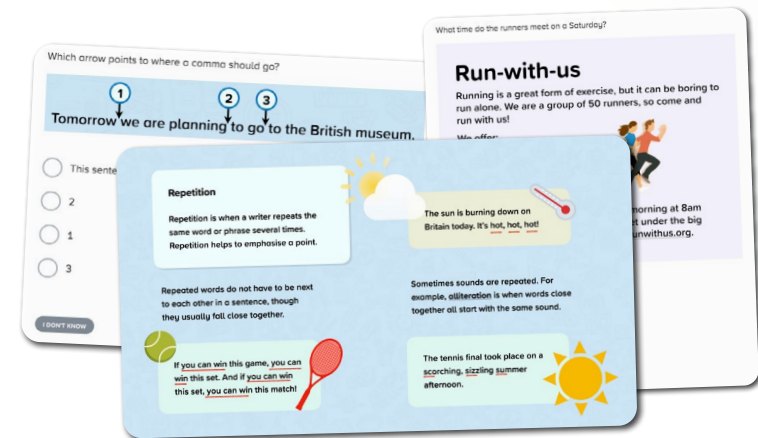 Which arrow points to where a comma should go?
1
2
3
Tomorrow we are planning to go to the British museum.
This sente
2
1
3
I DON'T KNOW
What time do the runners meet on a Saturday?
Run-with-us
Running is a great form of exercise, but it can be boring to
run alone. We are a group of 50 runners, so come and
run with us!
We offer:
morning at 8am
t under the big
unwithus.org.
Repetition
Repetition is when a writer repeats the
same word or phrase several times.
Repetition helps to emphasise a point.
Repeated words do not have to be next
to each other in a sentence, though
they usually fall close together.
If you can win this game, you can
win this set. And if you can win
this set, you can win this match!
The sun is burning down on
Britain today. It's hot, hot, hot!
Sometimes sounds are repeated. For
example, alliteration is when words close
together all start with the same sound.
The tennis final took place on a
scorching, sizzling summer
afternoon.